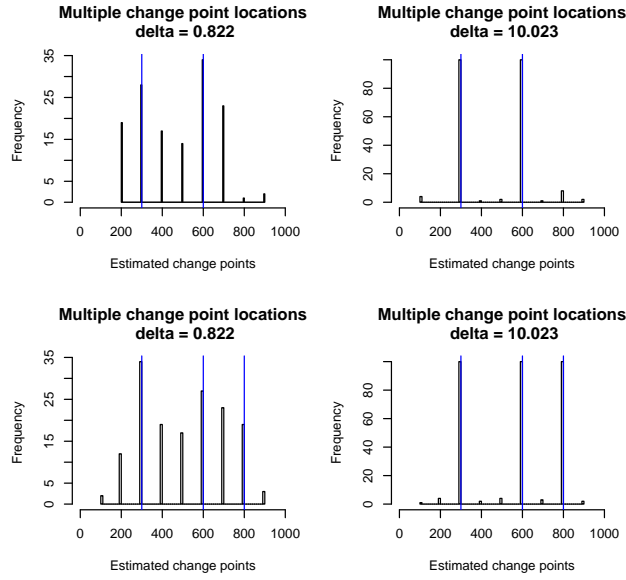 Multiple change point locations
delta = 0.822
Frequency
0 5 15 25 35
0 200 400 600 800 1000
Estimated change points
Multiple change point locations
delta = 10.023
Frequency
0 20 40 60 80
0 200 400 600 800 1000
Estimated change points
Multiple change point locations
delta = 0.822
Frequency
0 5 15 25 35
0 200 400 600 800 1000
Estimated change points
Multiple change point locations
delta = 10.023
Frequency
0 20 40 60 80
0 200 400 600 800 1000
Estimated change points